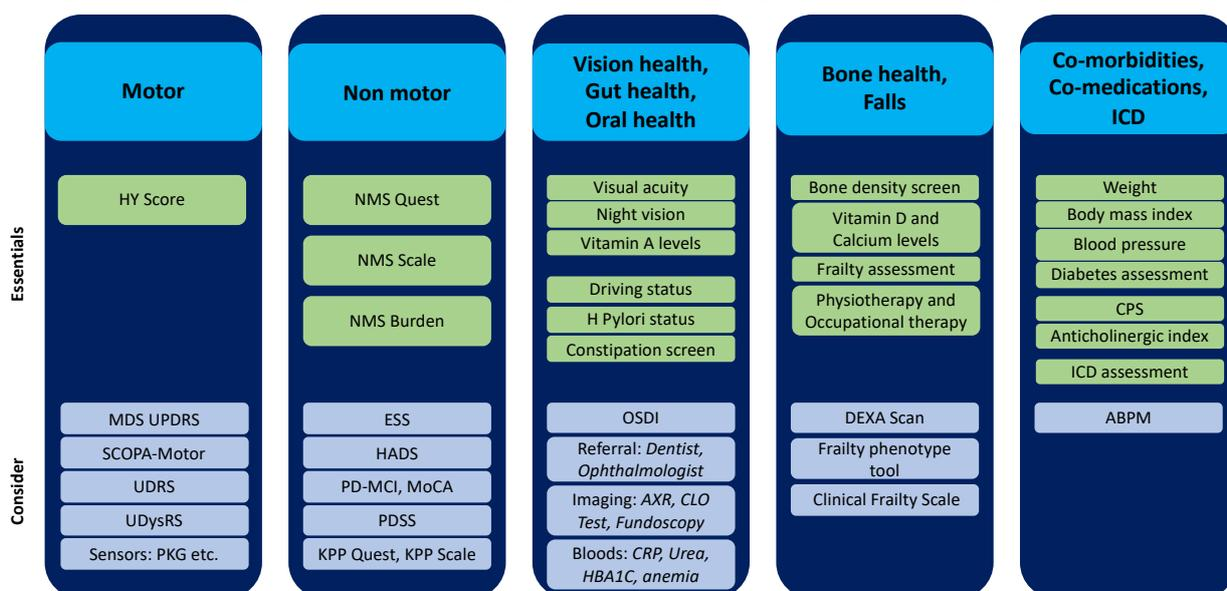 Motor
Non motor
Vision health,
Gut health,
Oral health
Bone health,
Falls
Co-morbidities,
Co-medications,
ICD
Essentials
HY Score
NMS Quest
NMS Scale
NMS Burden
Visual acuity
Night vision
Vitamin A levels
Driving status
H Pylori status
Constipation screen
Bone density screen
Vitamin D and
Calcium levels
Frailty assessment
Physiotherapy and
Occupational therapy
Weight
Body mass index
Blood pressure
Diabetes assessment
CPS
Anticholinergic index
ICD assessment
Consider
MDS UPDRS
SCOPA-Motor
UDRS
UDysRS
Sensors: PKG etc.
ESS
HADS
PD-MCI, MoCA
PDSS
KPP Quest, KPP Scale
OSDI
Referral: Dentist,
Ophthalmologist
Imaging: AXR, CLO
Test, Fundoscopy
Bloods: CRP, Urea,
HBA1C, anemia
DEXA Scan
Frailty phenotype
tool
Clinical Frailty Scale
ABPM